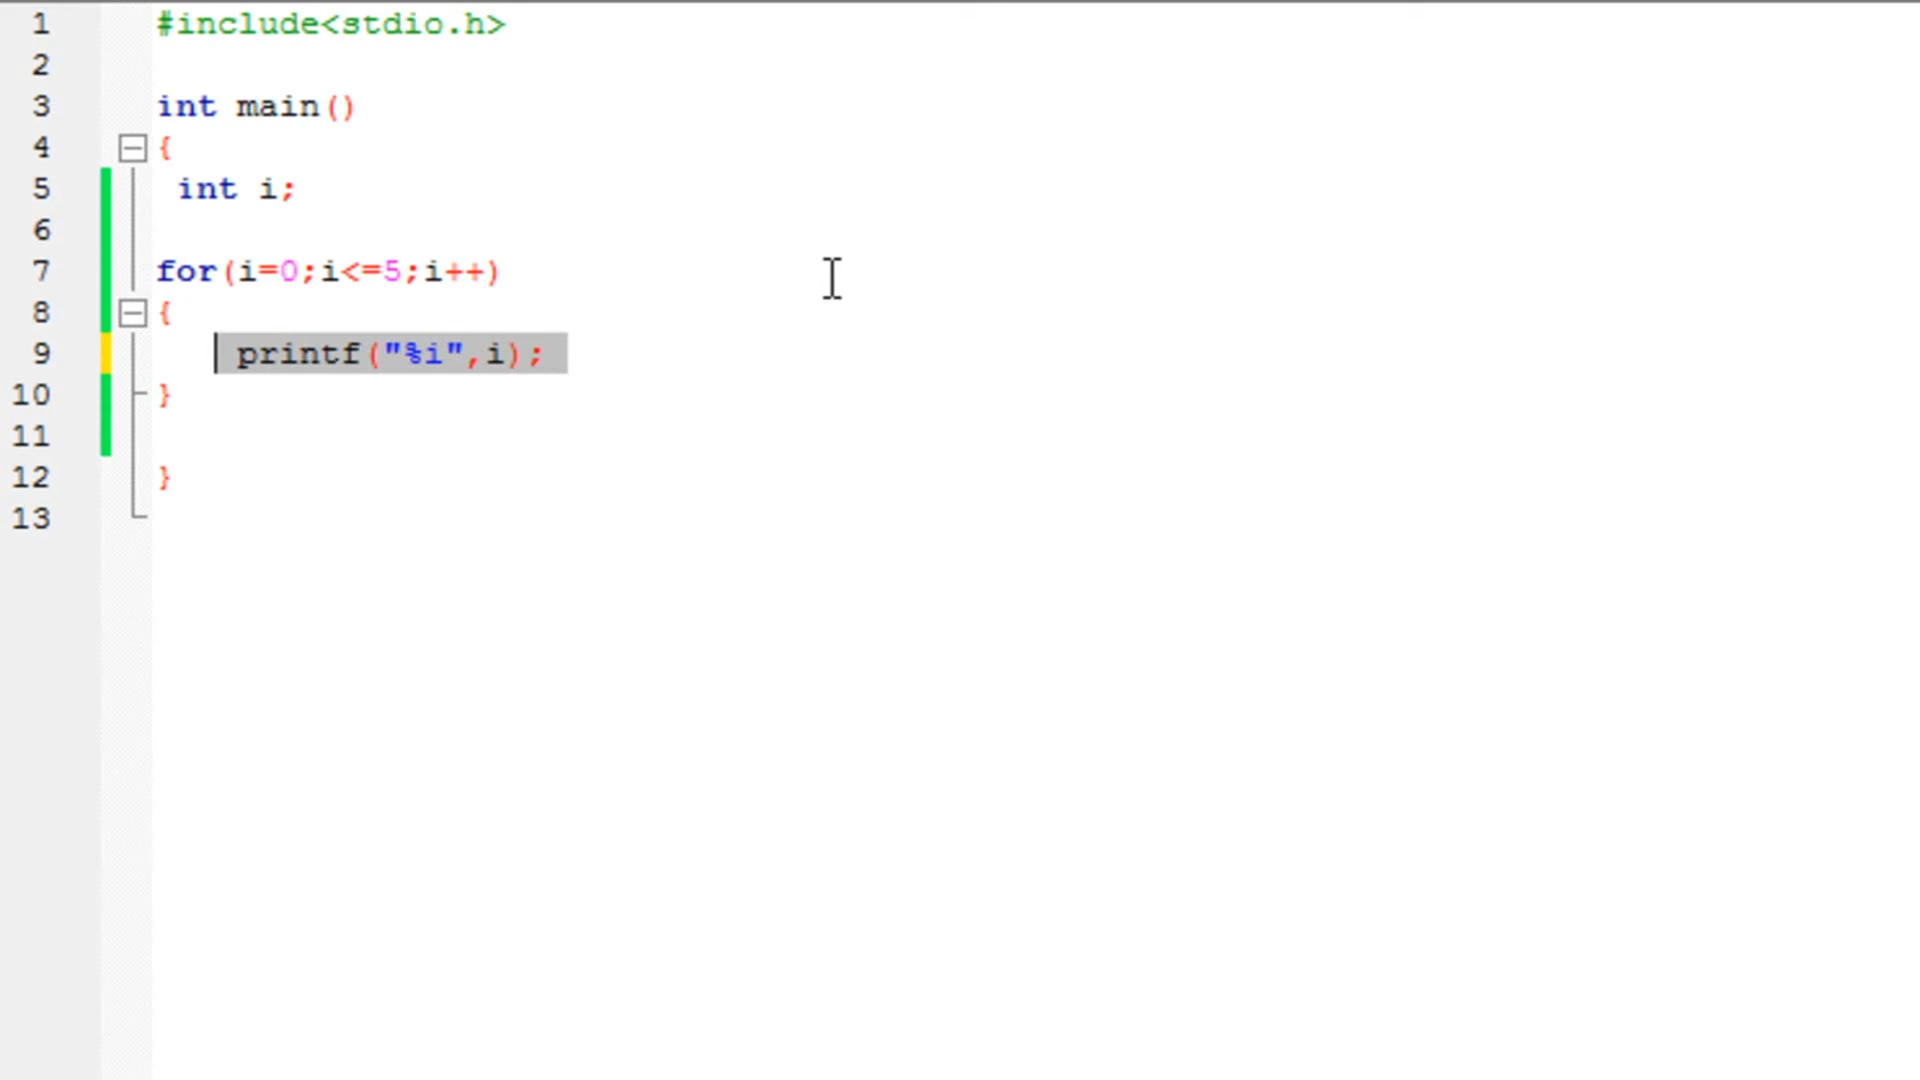 1 #include<stdio.h>
2
3 int main()
4 {
5 int i;
6
7 for(i=0;i<=5;i++)
8 {
9 printf("%i",i);
10 }
11
12 }
13